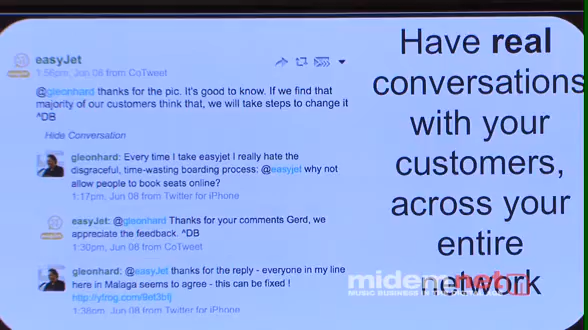 easyJet
1:56pm, Jun 08 from CoTweet
@gleonhard thanks for the pic. It's good to know. If we find that
majority of our customers think that, we will take steps to change it
^DB
Hide Conversation
gleonhard: Every time I take easyjet I really hate the
disgraceful, time-wasting boarding process: @easyjet why not
allow people to book seats online?
1:17pm, Jun 08 from Twitter for iPhone
easyJet: @gleonhard Thanks for your comments Gerd, we
appreciate the feedback. ^DB
1:30pm, Jun 08 from CoTweet
gleonhard: @easyJet thanks for the reply - everyone in my line
here in Malaga seems to agree - this can be fixed !
1:38pm, Jun 08 from Twitter for iPhone
Have real
conversations
with your
customers,
across your
entire
network
midemnet
MUSIC BUSINESS